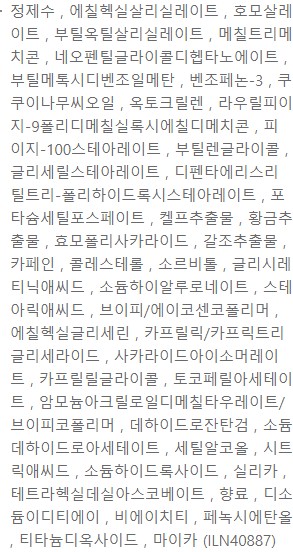 정제수 , 에칠헥실살리실레이트 , 호모살레
이트 , 부틸옥틸살리실레이트 , 메칠트리메
치콘 , 네오펜틸글라이콜디헵타노에이트 ,
부틸메톡시디벤조일메탄 , 벤조페논-3 , 쿠
쿠이나무씨오일 , 옥토크릴렌 , 라우릴피이
지-9폴리디메칠실록시에칠디메치콘 , 피
이지-100스테아레이트 , 부틸렌글라이콜 ,
글리세릴스테아레이트 , 디펜타에리스리
틸트리-폴리하이드록시스테아레이트 , 포
타슘세틸포스페이트 , 켈프추출물 , 황금추
출물 , 효모폴리사카라이드 , 갈조추출물 ,
카페인 , 콜레스테롤 , 소르비톨 , 글리시레
티닉애씨드 , 소듐하이알루로네이트 , 스테
아릭애씨드 , 브이피/에이코센코폴리머 ,
에칠헥실글리세린 , 카프릴릭/카프릭트리
글리세라이드 , 사카라이드아이소머레이
트 , 카프릴릴글라이콜 , 토코페릴아세테이
트 , 암모늄아크릴로일디메칠타우레이트/
브이피코폴리머 , 데하이드로잔탄검 , 소듐
데하이드로아세테이트 , 세틸알코올 , 시트
릭애씨드 , 소듐하이드록사이드 , 실리카 ,
테트라헥실데실아스코베이트 , 향료 , 디소
듐이디티에이 , 비에이치티 , 페녹시에탄올
, 티타늄디옥사이드 , 마이카 (ILN40887)